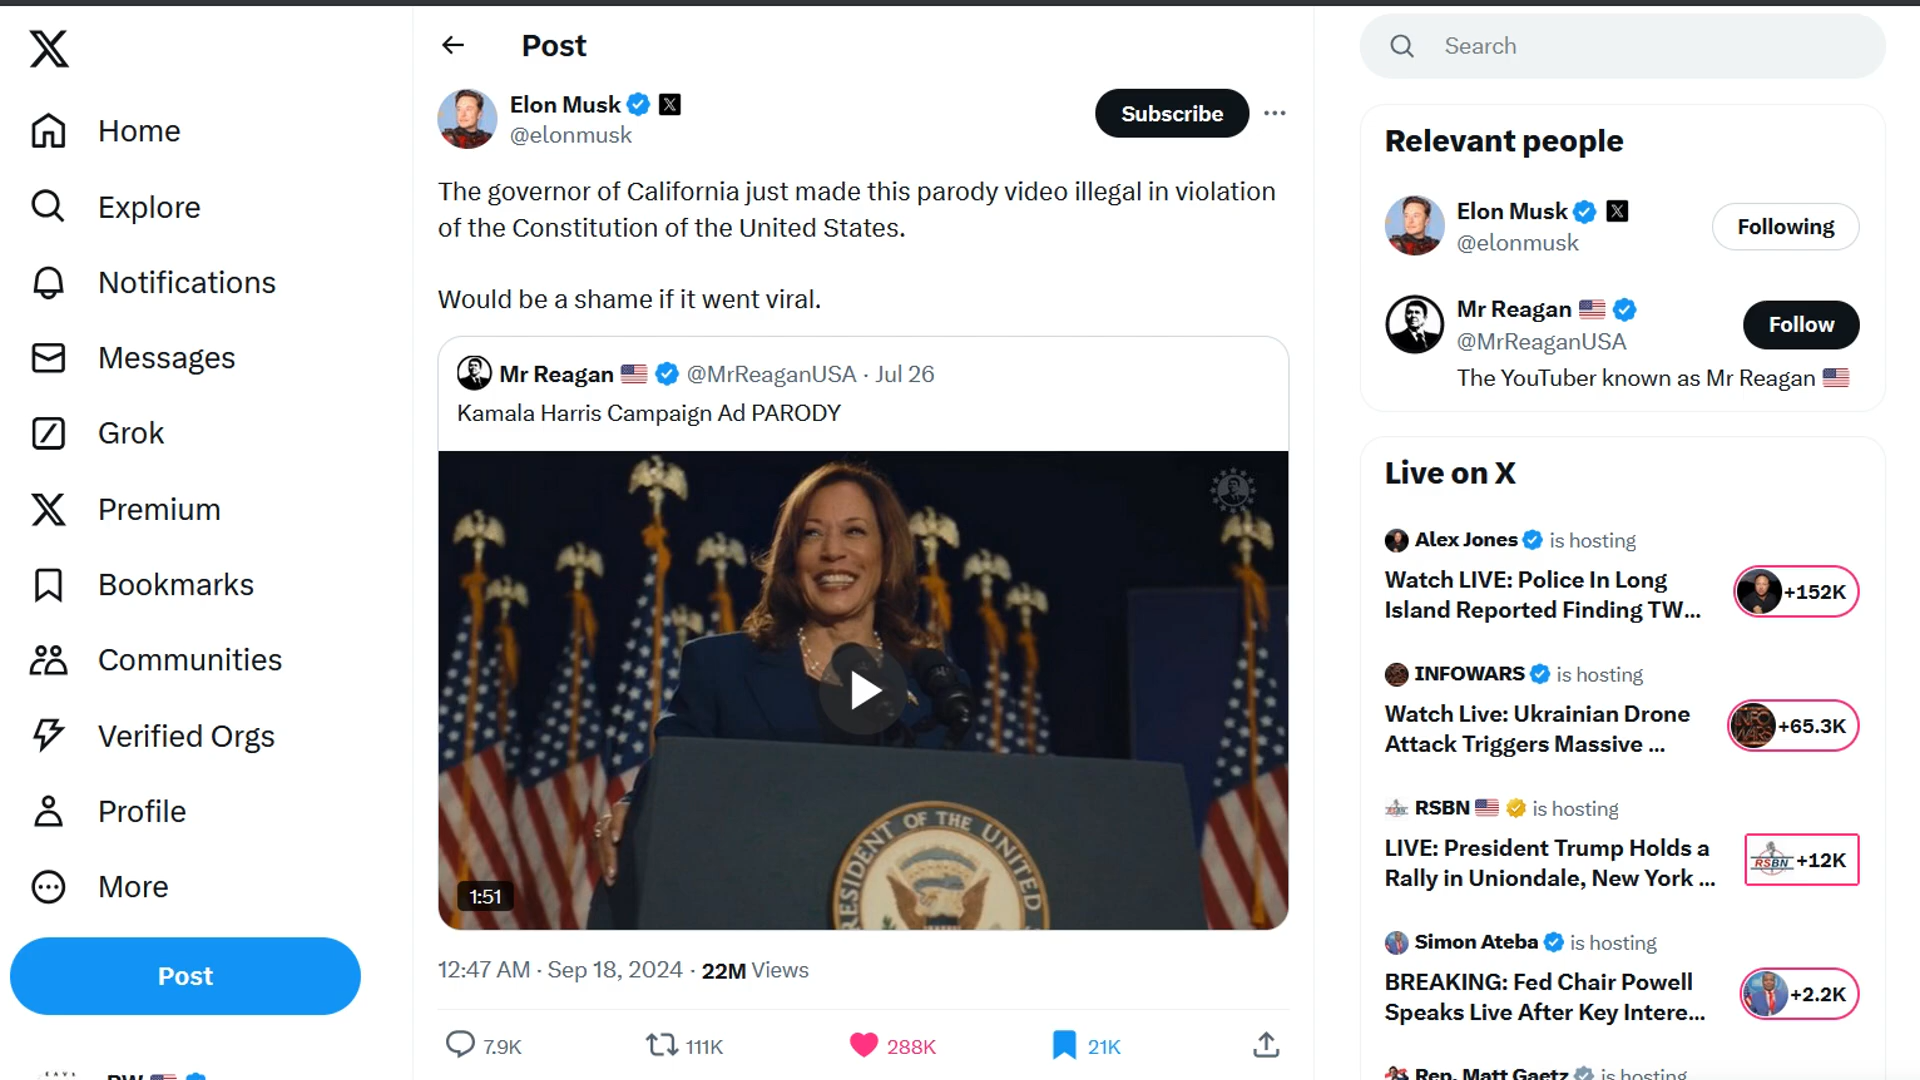 Home
Explore
Notifications
Messages
Grok
Premium
Bookmarks
Communities
Verified Orgs
Profile
More
Post
Post
Elon Musk
@elonmusk
Subscribe
The governor of California just made this parody video illegal in violation
of the Constitution of the United States.
Would be a shame if it went viral.
Mr Reagan @MrReaganUSA · Jul 26
Kamala Harris Campaign Ad PARODY
PRESIDENT OF THE UNITED
1:51
12:47 AM · Sep 18, 2024 · 22M Views
7.9K 111K 288K 21K
Search
Relevant people
Elon Musk
@elonmusk
Following
Mr Reagan
@MrReaganUSA
Follow
The YouTuber known as Mr Reagan
Live on X
Alex Jones is hosting
Watch LIVE: Police In Long
Island Reported Finding TW...
+152K
INFOWARS is hosting
Watch Live: Ukrainian Drone
Attack Triggers Massive ...
INFO
WARS
+65.3K
RSBN is hosting
LIVE: President Trump Holds a
Rally in Uniondale, New York ...
RSBN
+12K
Simon Ateba is hosting
BREAKING: Fed Chair Powell
Speaks Live After Key Intere...
+2.2K
Rep. Matt Gaetz is hosting